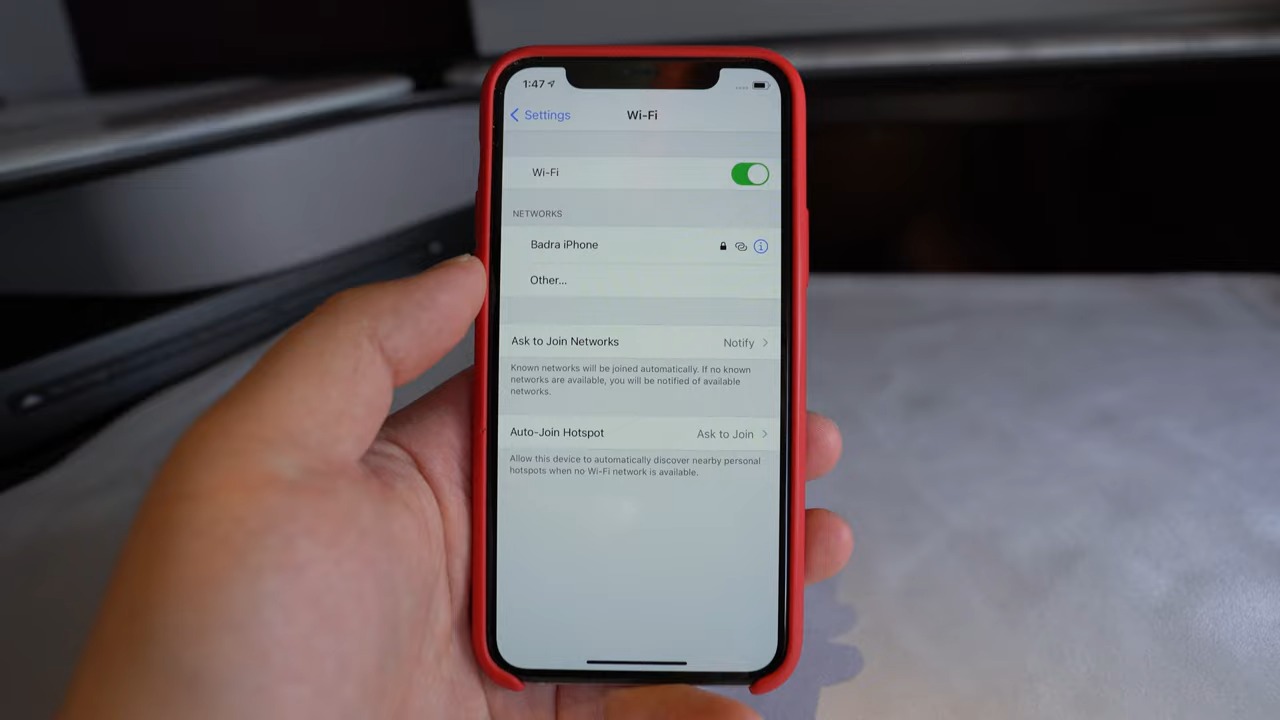 1:47
Settings
Wi-Fi
Wi-Fi
NETWORKS
Badra iPhone
Other...
Ask to Join Networks
Notify
Known networks will be joined automatically. If no known
networks are available, you will be notified of available
networks.
Auto-Join Hotspot
Ask to Join
Allow this device to automatically discover nearby personal
hotspots when no Wi-Fi network is available.